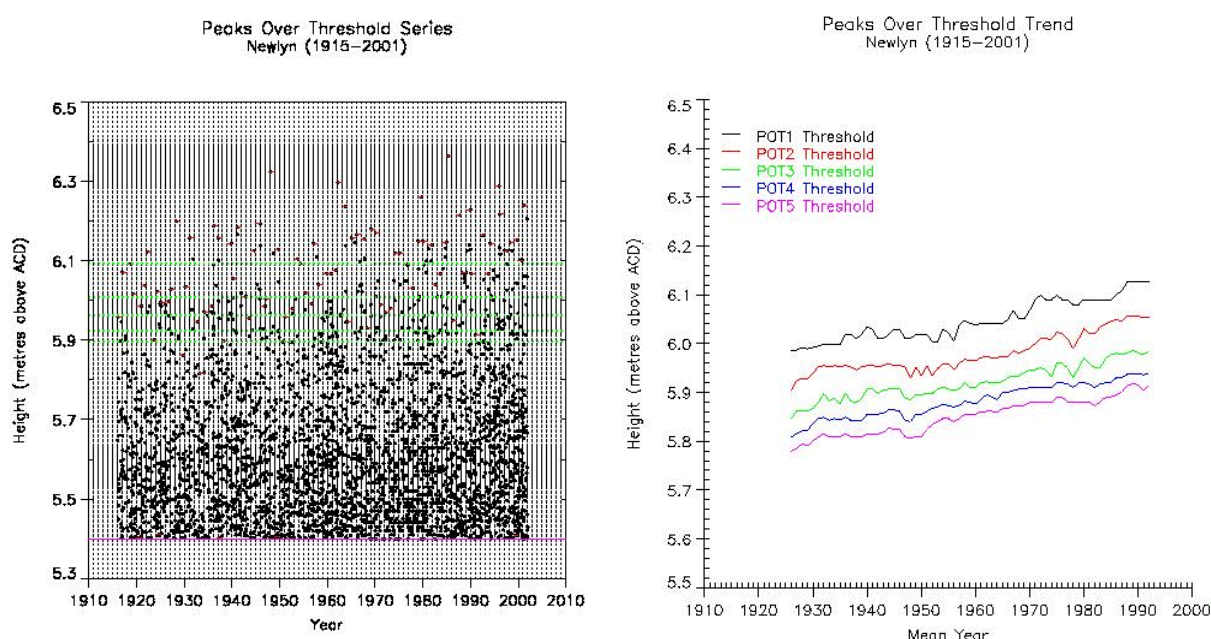 Peaks Over Threshold Series
Newlyn (1915-2001)
6.5
6.3
6.1
5.9
5.7
5.5
5.3
Height (metres above ACD)
1910 1920 1930 1940 1950 1960 1970 1980 1990 2000 2010
Year
Peaks Over Threshold Trend
Newlyn (1915-2001)
6.5
6.4
6.3
6.2
6.1
6.0
5.9
5.8
5.7
5.6
5.5
Height (metres above ACD)
POT1 Threshold
POT2 Threshold
POT3 Threshold
POT4 Threshold
POT5 Threshold
1910 1920 1930 1940 1950 1960 1970 1980 1990 2000
Mean Year